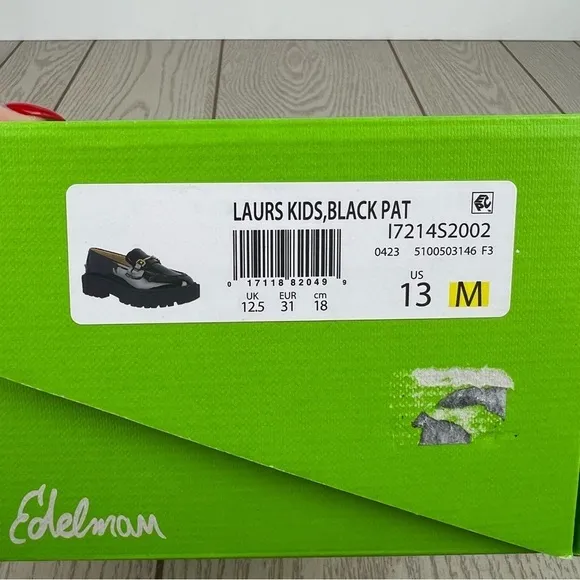 LAURS KIDS,BLACK PAT
I7214S2002
0423 5100503146 F3
0 17118 82049 9
UK EUR cm
12.5 31 18
US
13 M
Edelman